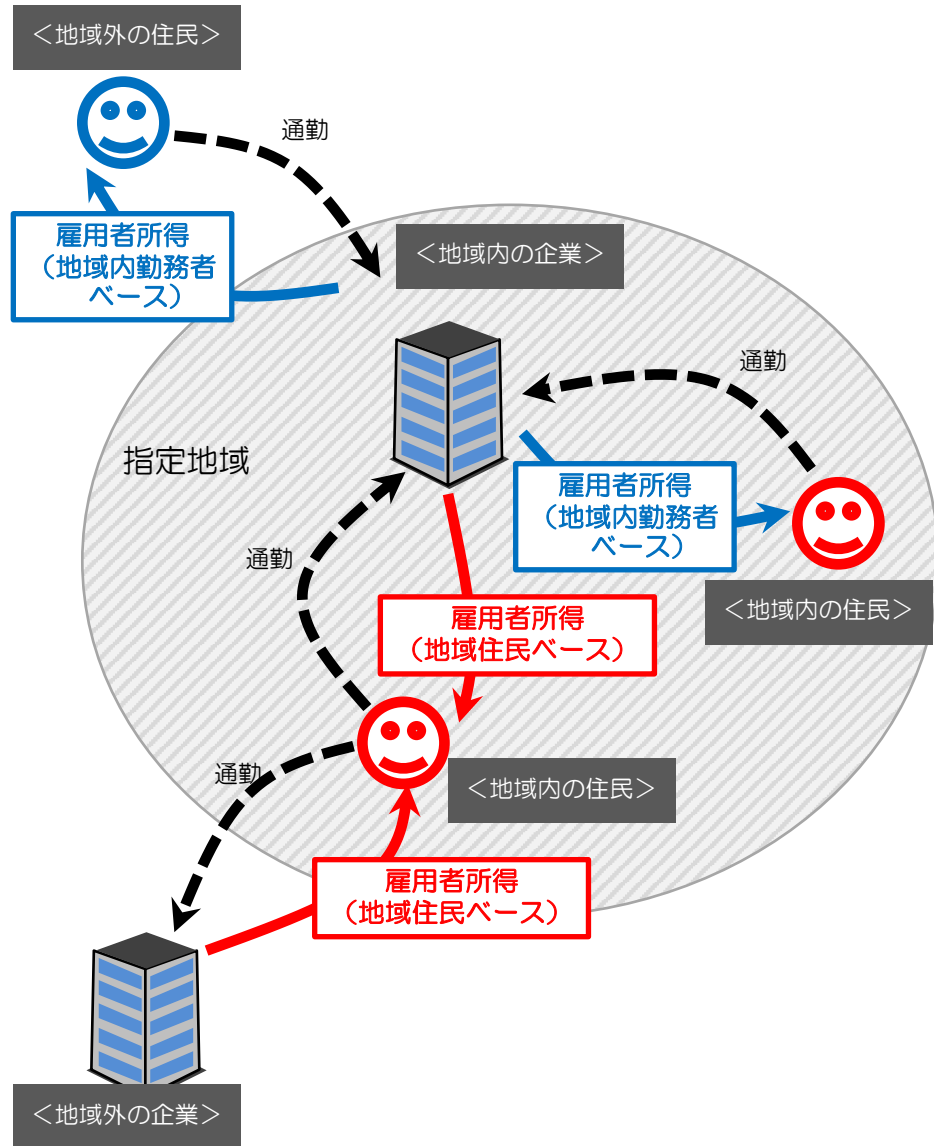 ＜地域外の住民＞
通勤
雇用者所得
（地域内勤務者
ベース）
＜地域内の企業＞
通勤
指定地域
雇用者所得
（地域内勤務者
ベース）
通勤
＜地域内の住民＞
雇用者所得
（地域住民ベース）
通勤
＜地域内の住民＞
雇用者所得
（地域住民ベース）
＜地域外の企業＞